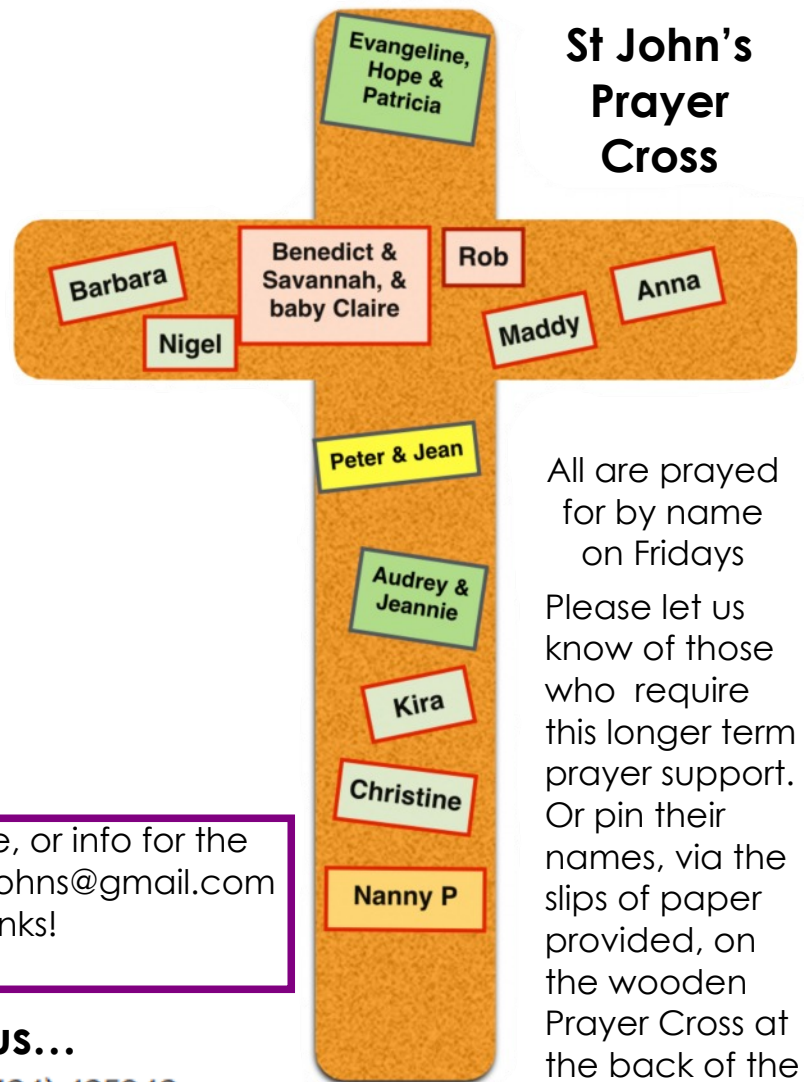 St John’s
Prayer
Cross
Evangeline,
Hope &
Patricia
Barbara
Nigel
Benedict &
Savannah, &
baby Claire
Rob
Maddy
Anna
Peter & Jean
Audrey &
Jeannie
Kira
Christine
Nanny P
All are prayed
for by name
on Fridays
Please let us
know of those
who require
this longer term
prayer support.
Or pin their
names, via the
slips of paper
provided, on
the wooden
Prayer Cross at
the back of the
or info for the
ohns@gmail.com
nks!
us…